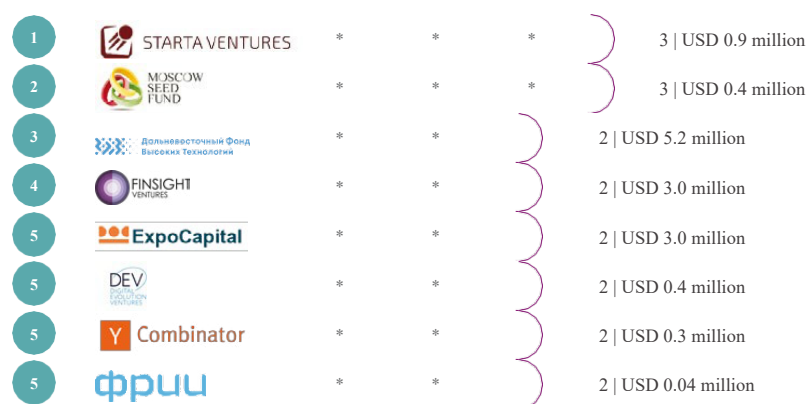 1 STARTA VENTURES * * * 3 | USD 0.9 million
2 MOSCOW
SEED
FUND * * * 3 | USD 0.4 million
3 Дальневосточный Фонд
Высоких Технологий * * 2 | USD 5.2 million
4 FINSIGHT
VENTURES * * 2 | USD 3.0 million
5 ExpoCapital * * 2 | USD 3.0 million
5 DEV
DIGITAL
EVOLUTION
VENTURES * * 2 | USD 0.4 million
5 Y Combinator * * 2 | USD 0.3 million
5 фрии * * 2 | USD 0.04 million